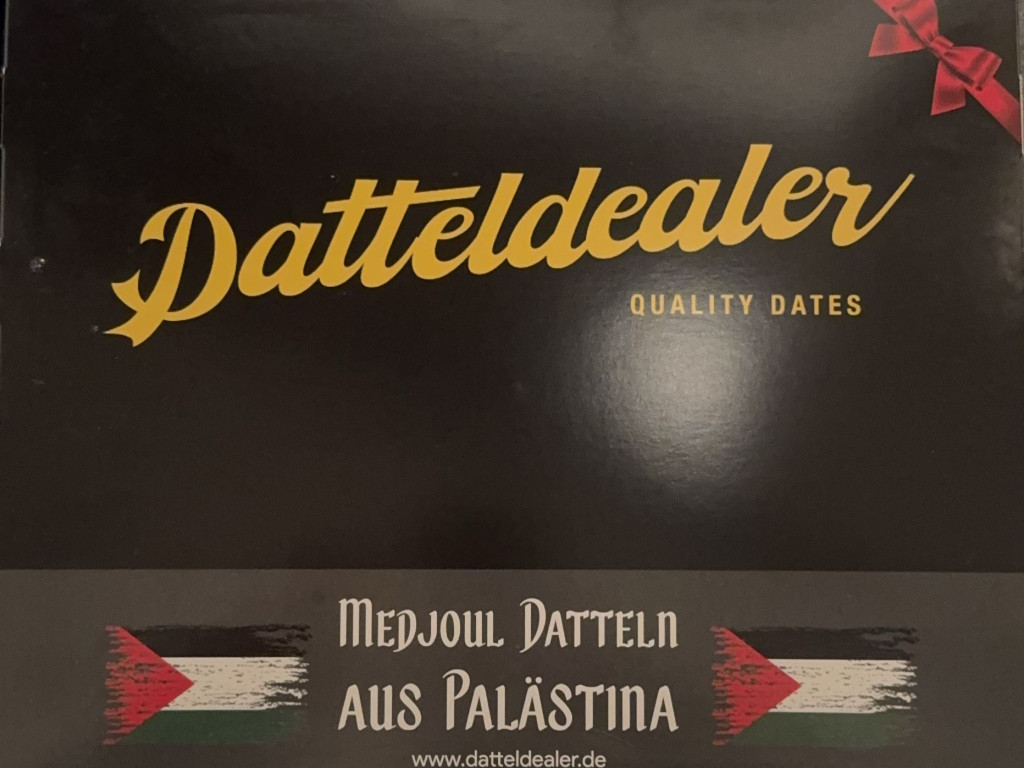 Datteldealer
QUALITY DATES
Medjoul Datteln
aus Palästina
www.datteldealer.de